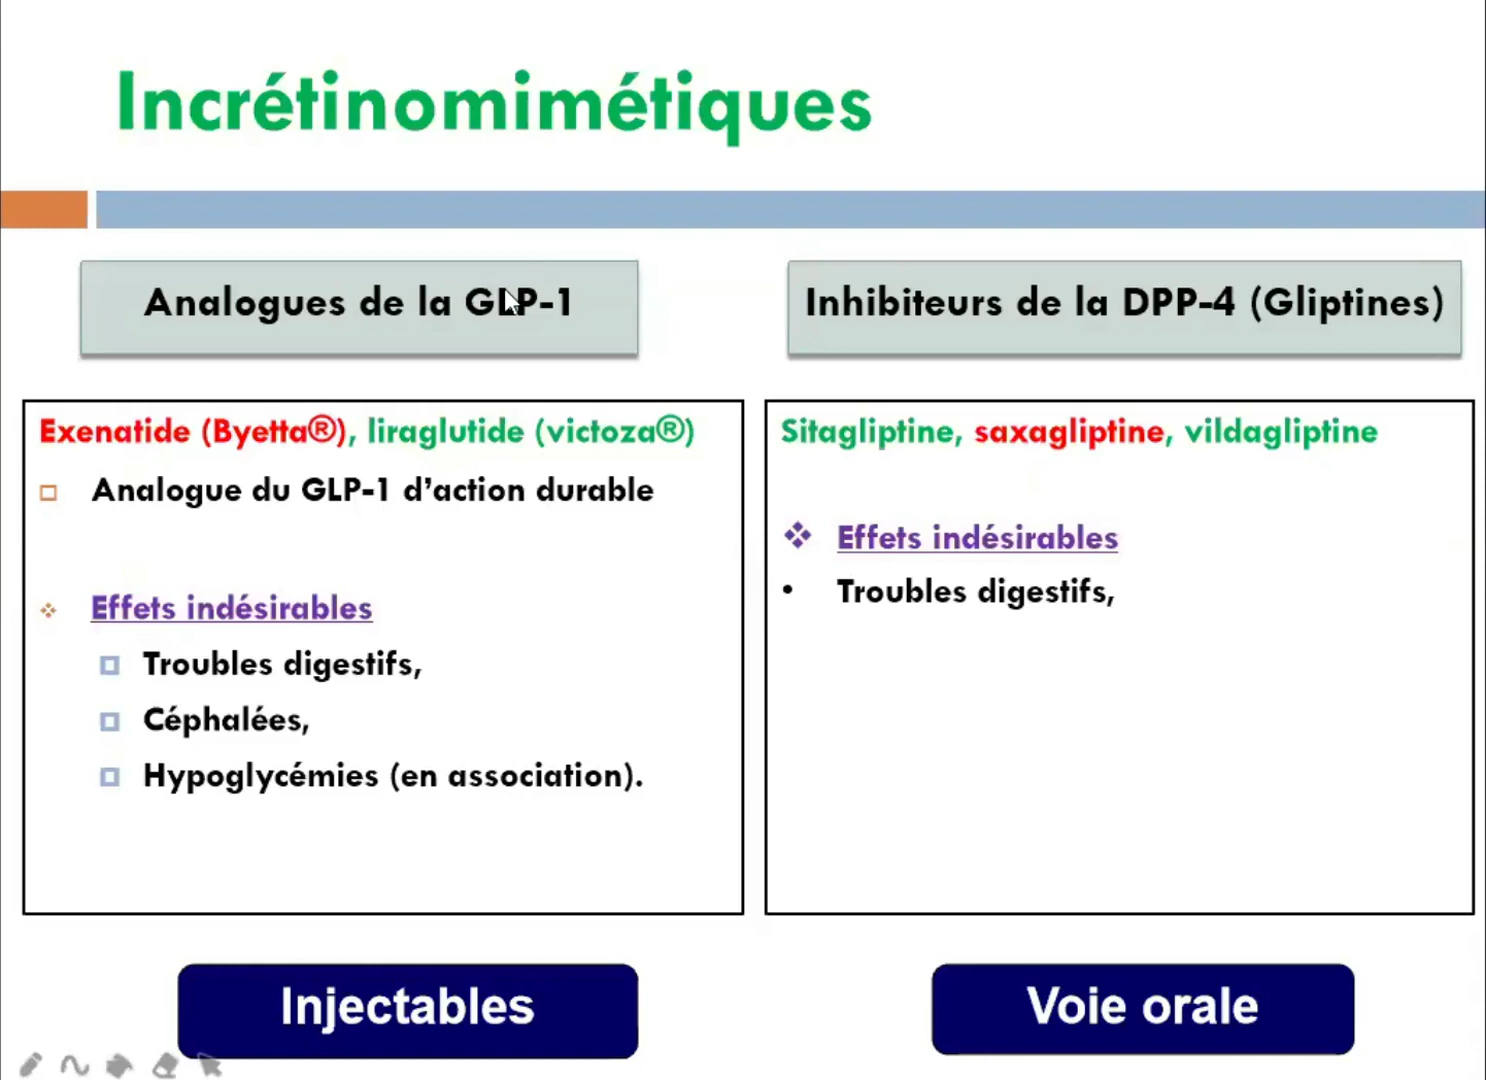 Incrétinomimétiques
Analogues de la GLP-1
Exenatide (Byetta®), liraglutide (victoza®)
Analogue du GLP-1 d’action durable
Effets indésirables
Troubles digestifs,
Céphalées,
Hypoglycémies (en association).
Injectables
Inhibiteurs de la DPP-4 (Gliptines)
Sitagliptine, saxagliptine, vildagliptine
Effets indésirables
Troubles digestifs,
Voie orale